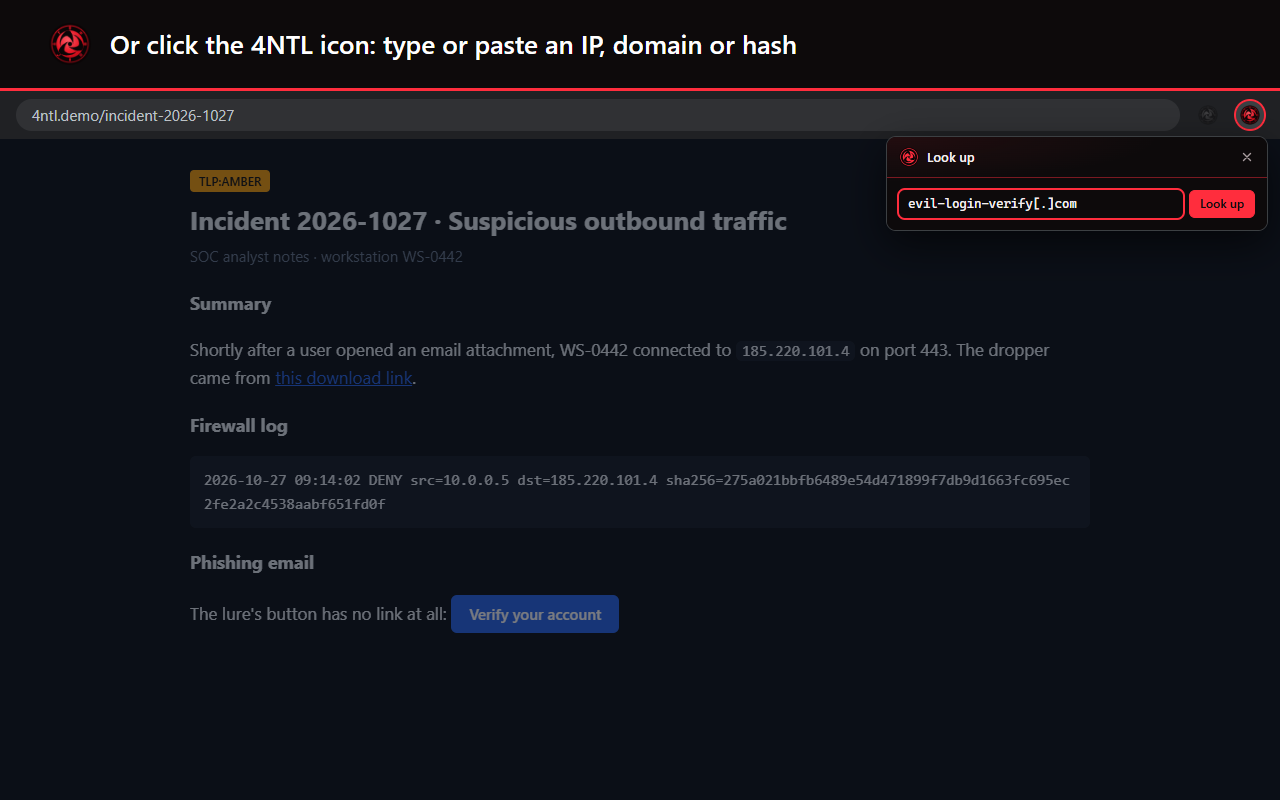 Or click the 4NTL icon: type or paste an IP, domain or hash
4ntl.demo/incident-2026-1027
Look up
evil-login-verify[.]com
Look up
TLP:AMBER
Incident 2026-1027 · Suspicious outbound traffic
SOC analyst notes · workstation WS-0442
Summary
Shortly after a user opened an email attachment, WS-0442 connected to 185.220.101.4 on port 443. The dropper
came from this download link.
Firewall log
2026-10-27 09:14:02 DENY src=10.0.0.5 dst=185.220.101.4 sha256=275a021bbfb6489e54d471899f7db9d1663fc695ec
2fe2a2c4538aabf651fd0f
Phishing email
The lure's button has no link at all: Verify your account